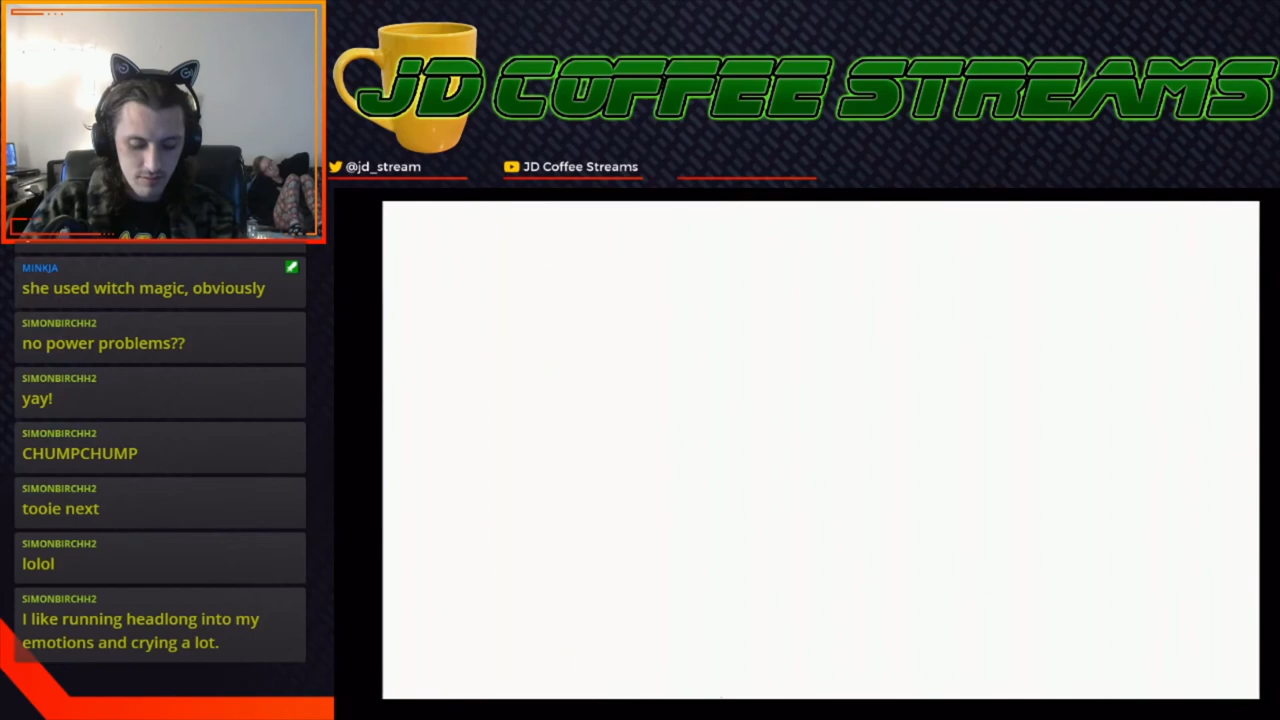 JD COFFEE STREAMS
@jd_stream
JD Coffee Streams
MINKJA
she used witch magic, obviously
SIMONBIRCHH2
no power problems??
SIMONBIRCHH2
yay!
SIMONBIRCHH2
CHUMPCHUMP
SIMONBIRCHH2
tooie next
SIMONBIRCHH2
lolol
SIMONBIRCHH2
I like running headlong into my
emotions and crying a lot.